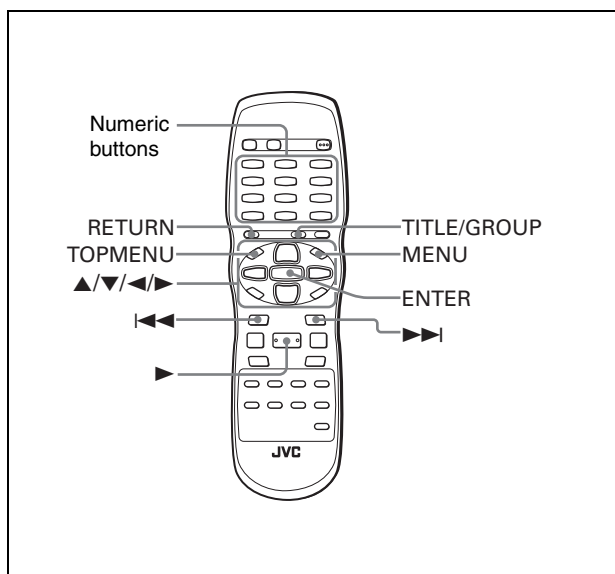 Numeric
buttons
RETURN
TITLE/GROUP
TOPMENU
MENU
▲/▼/◄/►
ENTER
|◄◄
►►|
►
JVC